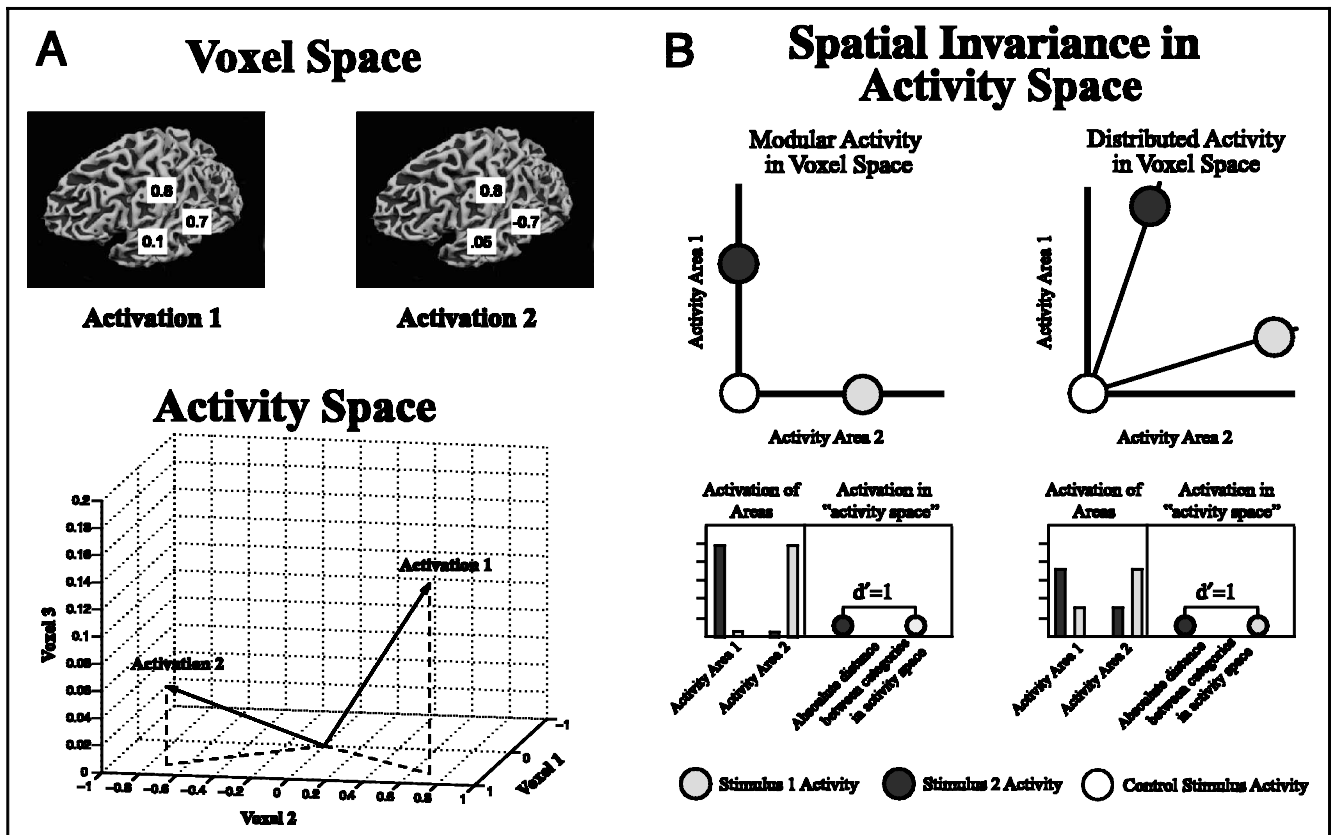 A
Voxel Space
0.6
0.7
0.1
0.8
-0.7
.05
Activation 1
Activation 2
Activity Space
0.2
0.18
0.16
0.14
0.12
0.1
0.08
0.06
0.04
0.02
0
Voxel 3
Activation 1
Activation 2
-1
-0.8
-0.6
-0.4
-0.2
0
0.2
0.4
0.6
0.8
1
Voxel 2
-1
0
1
Voxel 1
B
Spatial Invariance in
Activity Space
Modular Activity
in Voxel Space
Activity Area 1
Activity Area 2
Distributed Activity
in Voxel Space
Activity Area 1
Activity Area 2
Activation of
Areas
Activation in
“activity space”
d′=1
Activity Area 1
Activity Area 2
Absolute distance
between categories
in activity space
Activation of
Areas
Activation in
“activity space”
d′=1
Activity Area 1
Activity Area 2
Absolute distance
between categories
in activity space
Stimulus 1 Activity
Stimulus 2 Activity
Control Stimulus Activity